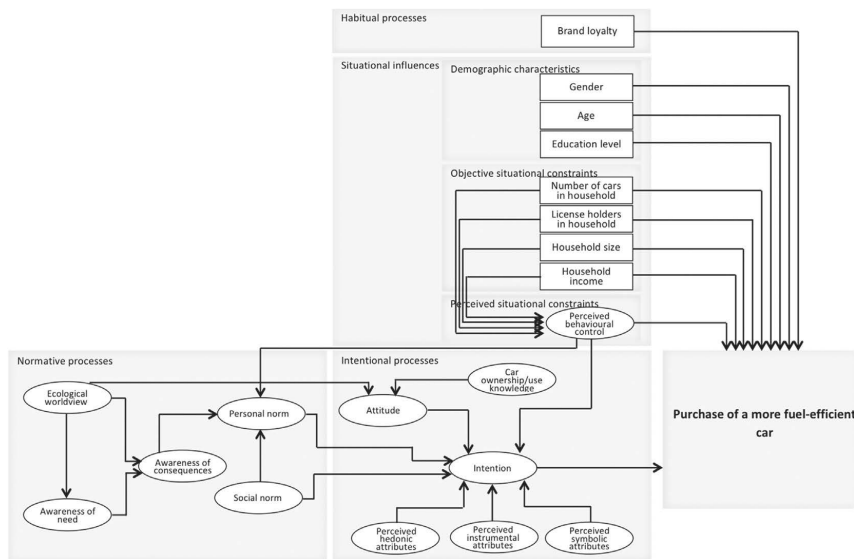 Habitual processes
Brand loyalty
Situational influences
Demographic characteristics
Gender
Age
Education level
Objective situational constraints
Number of cars
in household
License holders
in household
Household size
Household
income
Perceived situational constraints
Perceived
behavioural
control
Normative processes
Intentional processes
Ecological
worldview
Car
ownership/use
knowledge
Personal norm
Attitude
Purchase of a more fuel-efficient
car
Awareness of
consequences
Intention
Social norm
Awareness of
need
Perceived
hedonic
attributes
Perceived
instrumental
attributes
Perceived
symbolic
attributes